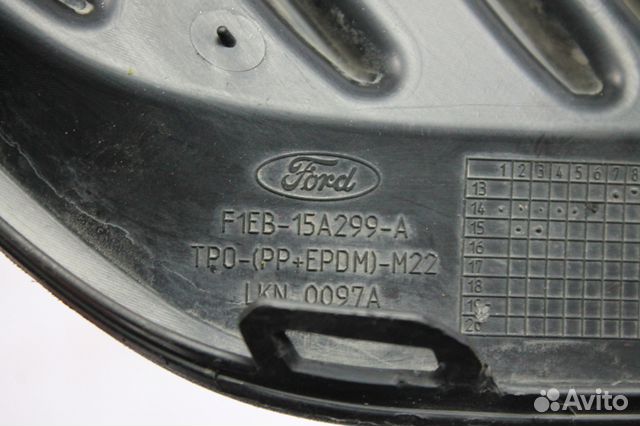 Ford
F1EB-15A299-A
TPO-(PP+EPDM)-M22
LKN 0097A
1 2 3 4 5 6 7 8
13
14
15
16
17
18
19
20
Avito